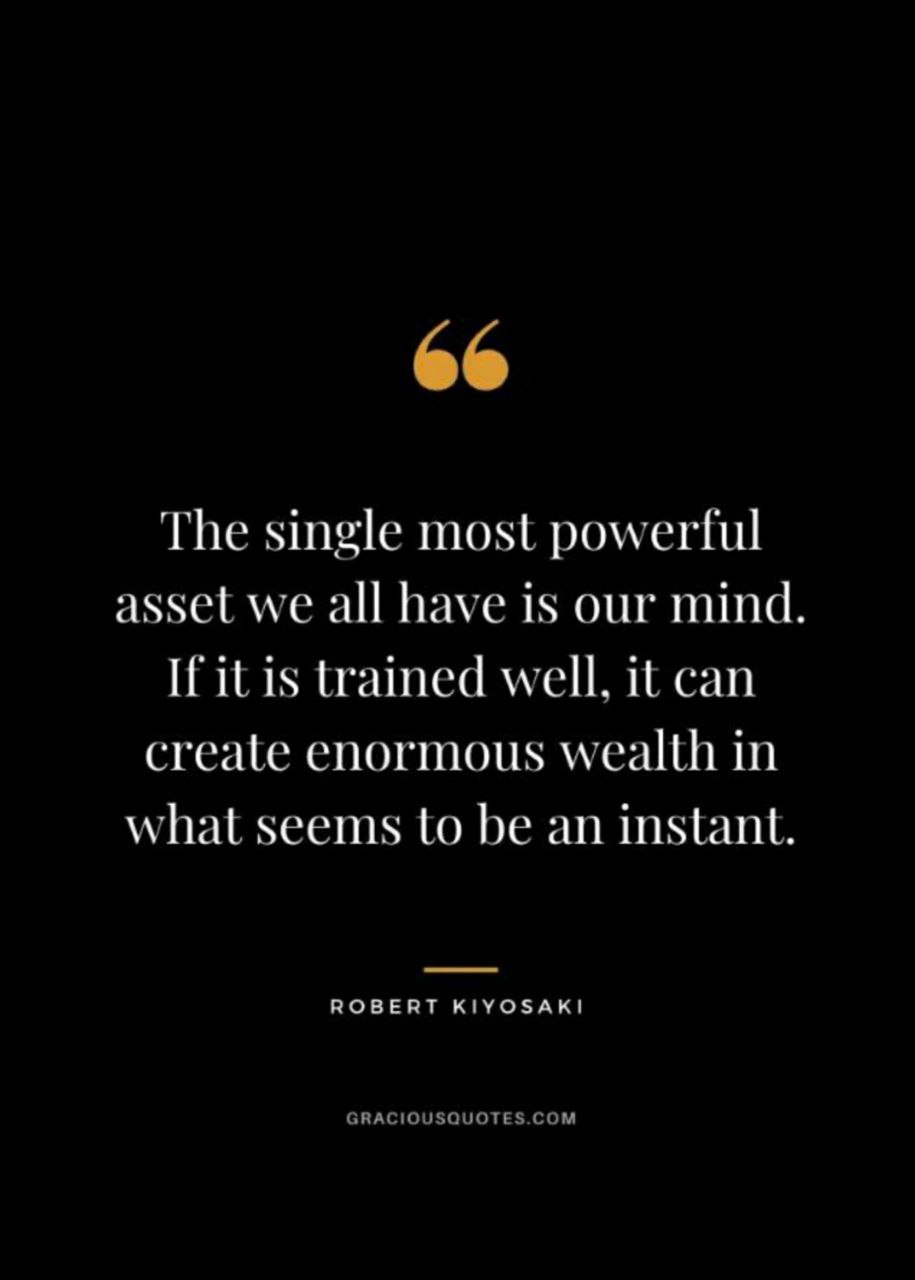 “
The single most powerful
asset we all have is our mind.
If it is trained well, it can
create enormous wealth in
what seems to be an instant.
ROBERT KIYOSAKI
GRACIOUSQUOTES.COM